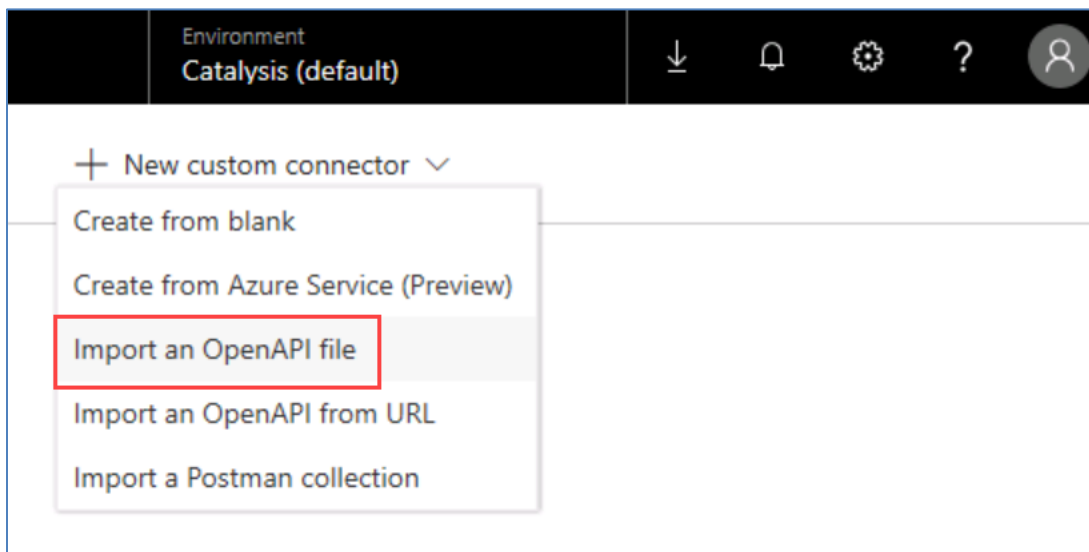 Environment
Catalysis (default)
?
+ New custom connector
Create from blank
Create from Azure Service (Preview)
Import an OpenAPI file
Import an OpenAPI from URL
Import a Postman collection